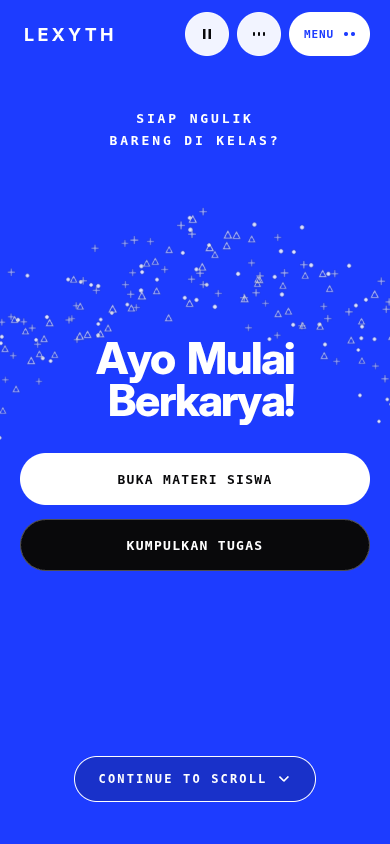 LEXYTH
MENU
SIAP NGULIK
BARENG DI KELAS?
Ayo Mulai
Berkarya!
BUKA MATERI SISWA
KUMPULKAN TUGAS
CONTINUE TO SCROLL